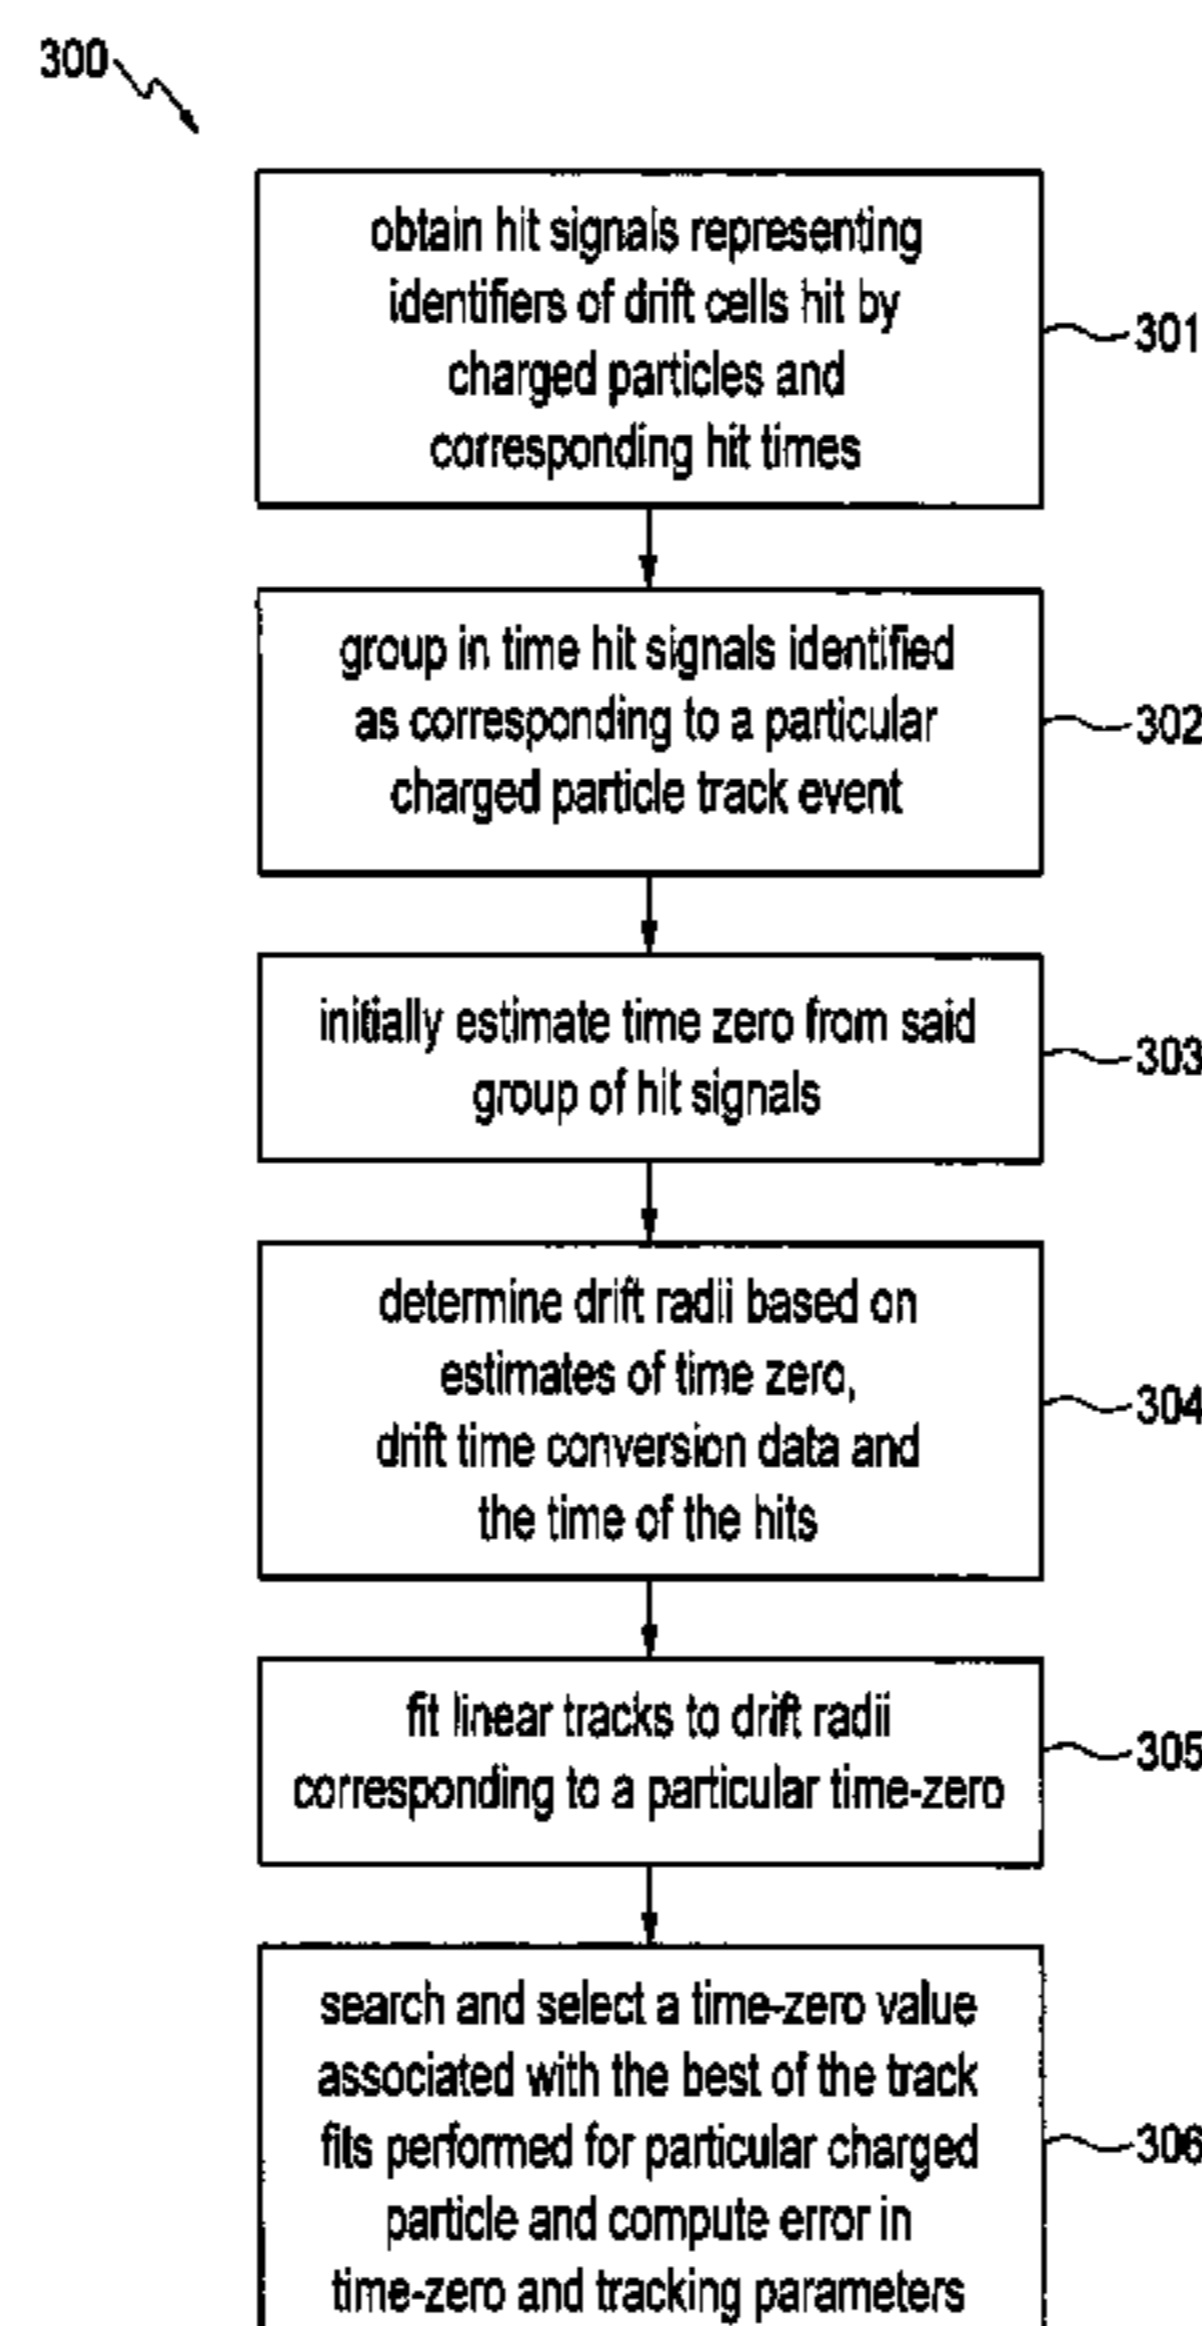 300
obtain hit signals representing
identifiers of drift cells hit by
charged particles and
corresponding hit times
301
group in time hit signals identified
as corresponding to a particular
charged particle track event
302
initially estimate time zero from said
group of hit signals
303
determine drift radii based on
estimates of time zero,
drift time conversion data and
the time of the hits
304
fit linear tracks to drift radii
corresponding to a particular time-zero
305
search and select a time-zero value
associated with the best of the track
fits performed for particular charged
particle and compute error in
time-zero and tracking parameters
306